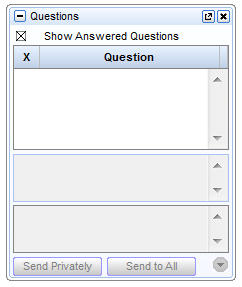 Questions
Show Answered Questions
X Question
Send Privately Send to All